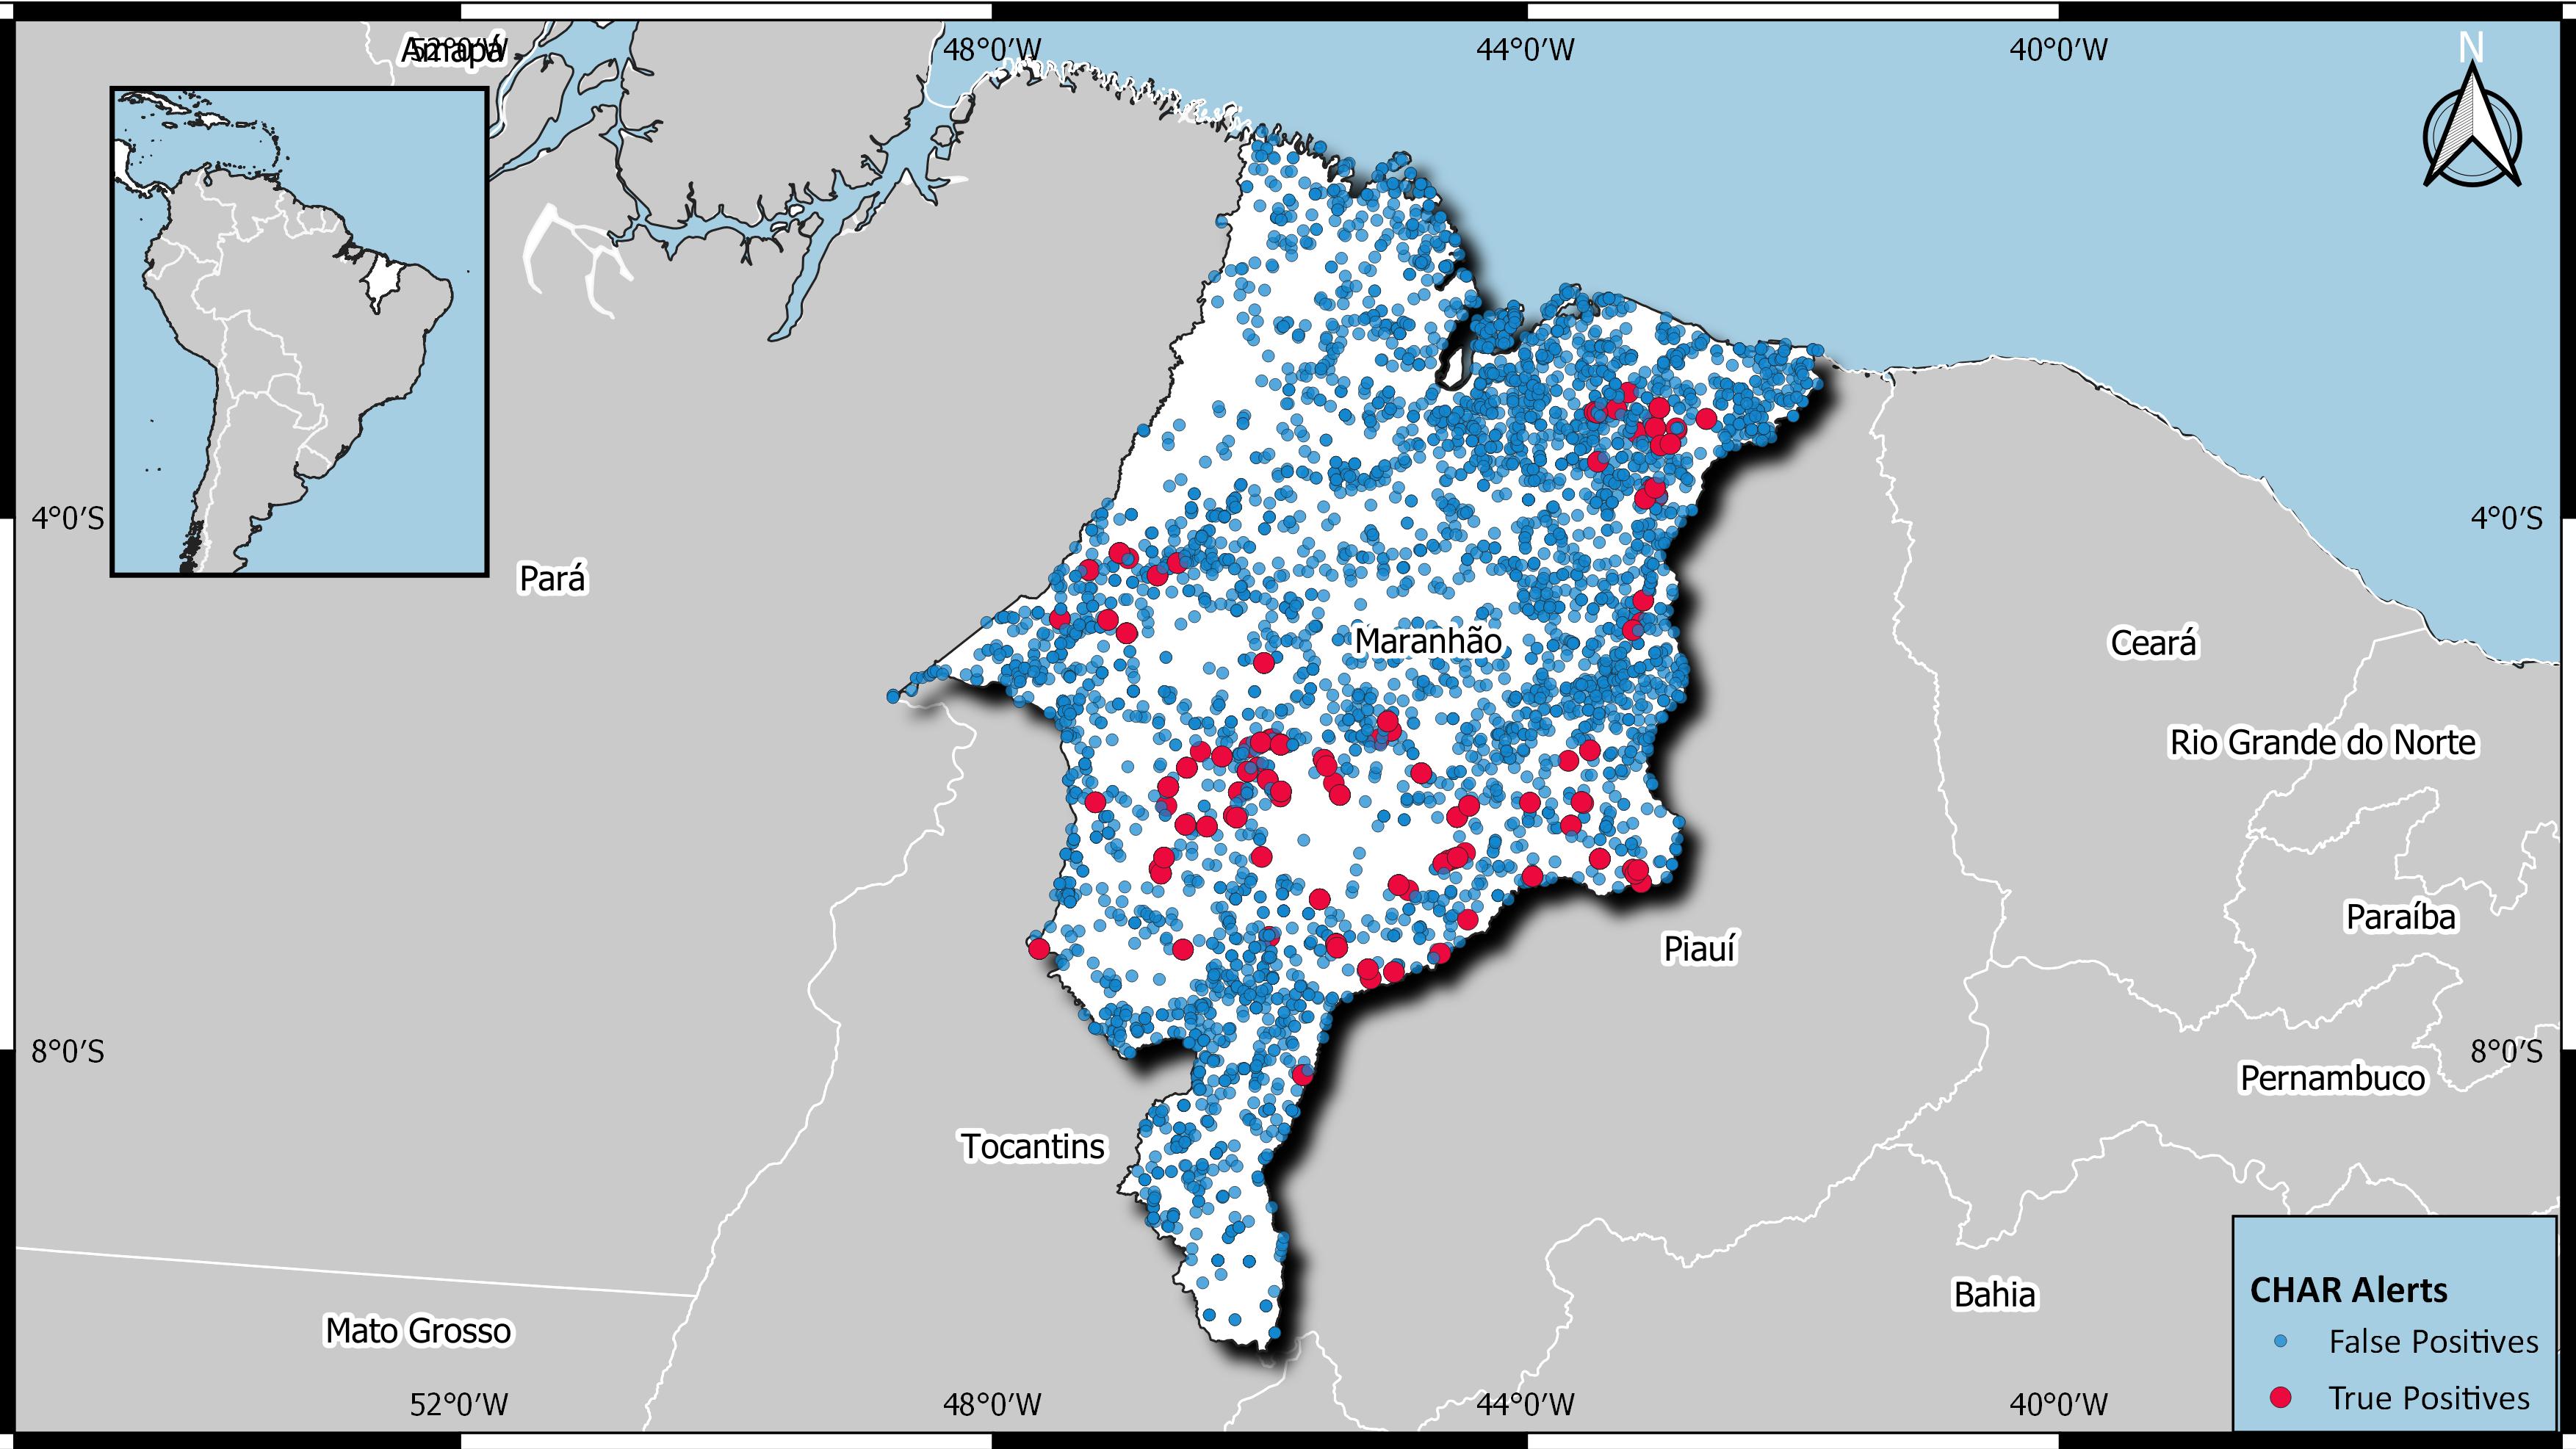 Amapá
52°0'W
48°0'W
44°0'W
40°0'W
N
4°0'S
4°0'S
Pará
Maranhão
Ceará
Rio Grande do Norte
Paraíba
Piauí
8°0'S
8°0'S
Pernambuco
Tocantins
Bahia
Mato Grosso
CHAR Alerts
False Positives
True Positives
52°0'W
48°0'W
44°0'W
40°0'W